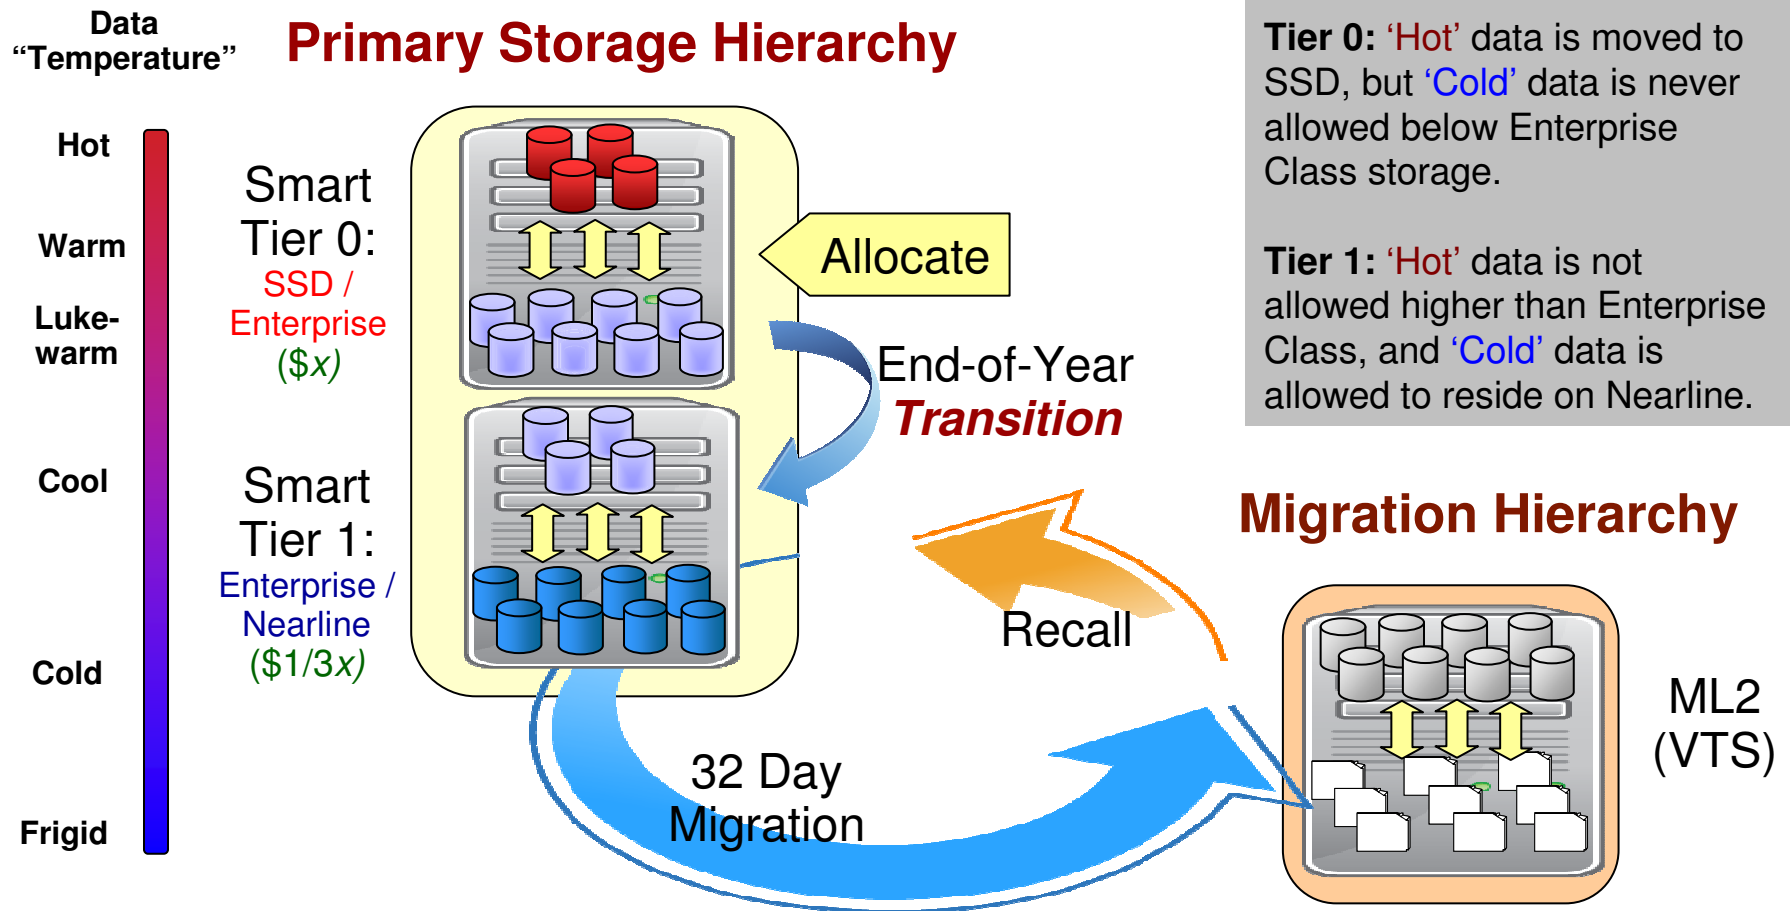 Data
“Temperature”
Primary Storage Hierarchy
Hot
Warm
Luke-
warm
Cool
Cold
Frigid
Smart
Tier 0:
SSD /
Enterprise
($x)
Smart
Tier 1:
Enterprise /
Nearline
($1/3x)
Allocate
End-of-Year
Transition
Tier 0: ‘Hot’ data is moved to
SSD, but ‘Cold’ data is never
allowed below Enterprise
Class storage.
Tier 1: ‘Hot’ data is not
allowed higher than Enterprise
Class, and ‘Cold’ data is
allowed to reside on Nearline.
Migration Hierarchy
Recall
32 Day
Migration
ML2
(VTS)